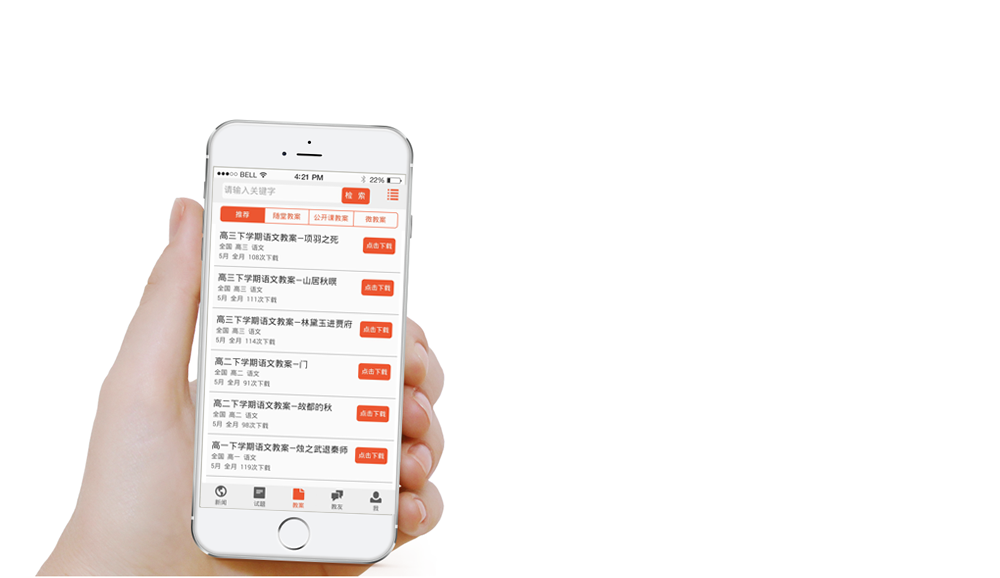 BELL 4:21 PM 22%
请输入关键字 检 索
推荐 随堂教案 公开课教案 微教案
高三下学期语文教案—项羽之死
全国 高三 语文
点击下载
5月 全月 108次下载
高三下学期语文教案—山居秋暝
全国 高三 语文
点击下载
5月 全月 111次下载
高三下学期语文教案—林黛玉进贾府
全国 高三 语文
点击下载
5月 全月 114次下载
高二下学期语文教案—门
全国 高二 语文
点击下载
5月 全月 91次下载
高二下学期语文教案—故都的秋
全国 高二 语文
点击下载
5月 全月 98次下载
高一下学期语文教案—烛之武退秦师
全国 高一 语文
点击下载
5月 全月 119次下载
新闻 试题 教案 教友 我